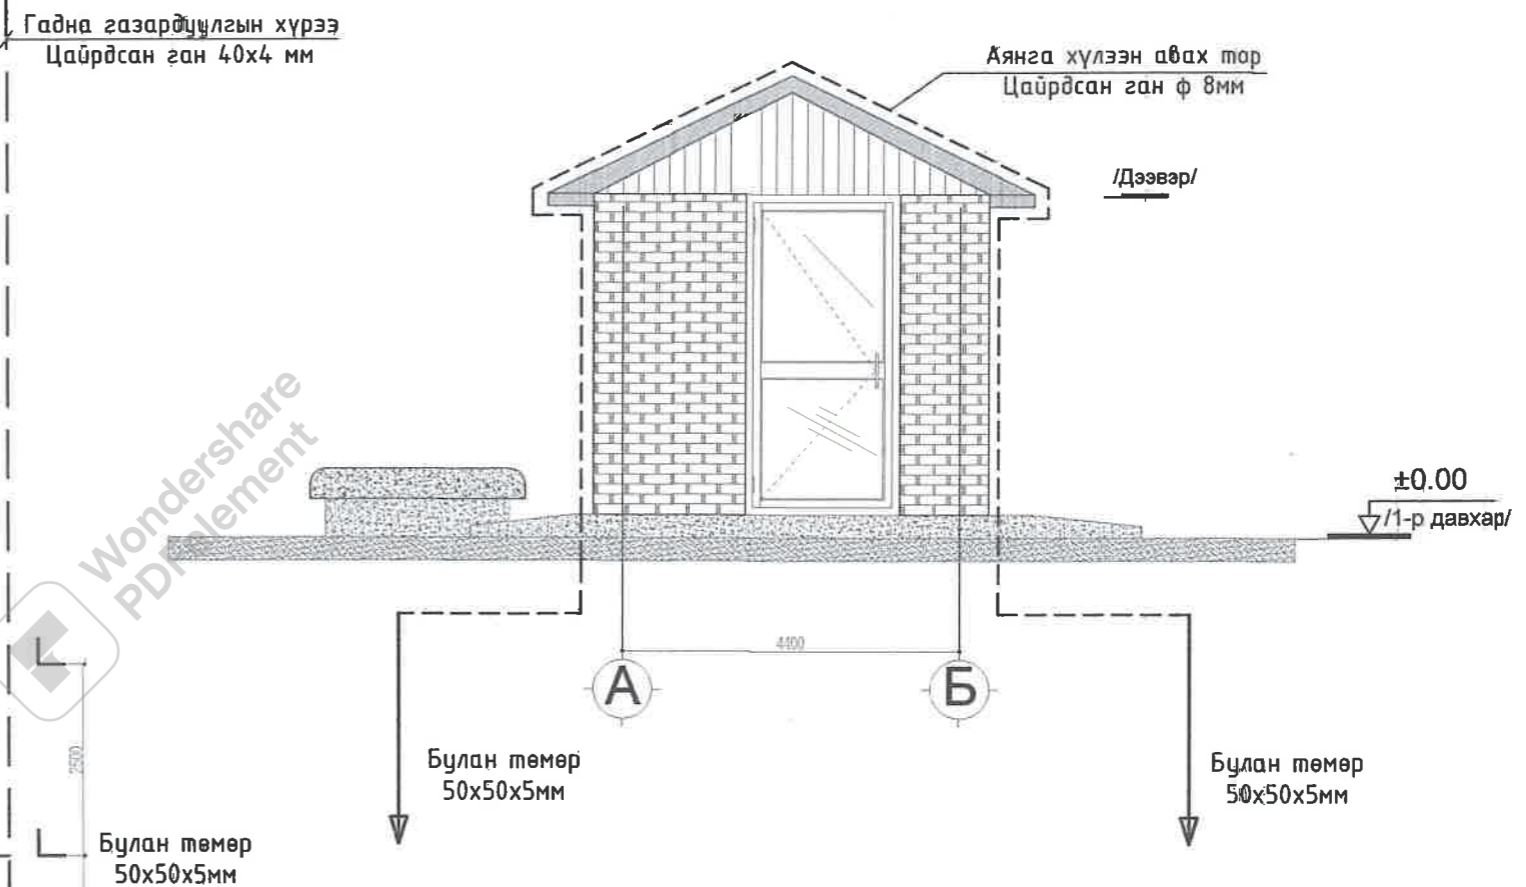 Гадна газардуулгын хүрээ
Цайрдсан ган 40х4 мм
Аянга хүлээн авах тор
Цайрдсан ган ф 8мм
/Дээвэр/
±0.00
/1-р давхар/
Wondershare
PDFelement
4400
А
Б
2500
Булан төмөр
50х50х5мм
Булан төмөр
50х50х5мм
Булан төмөр
50х50х5мм